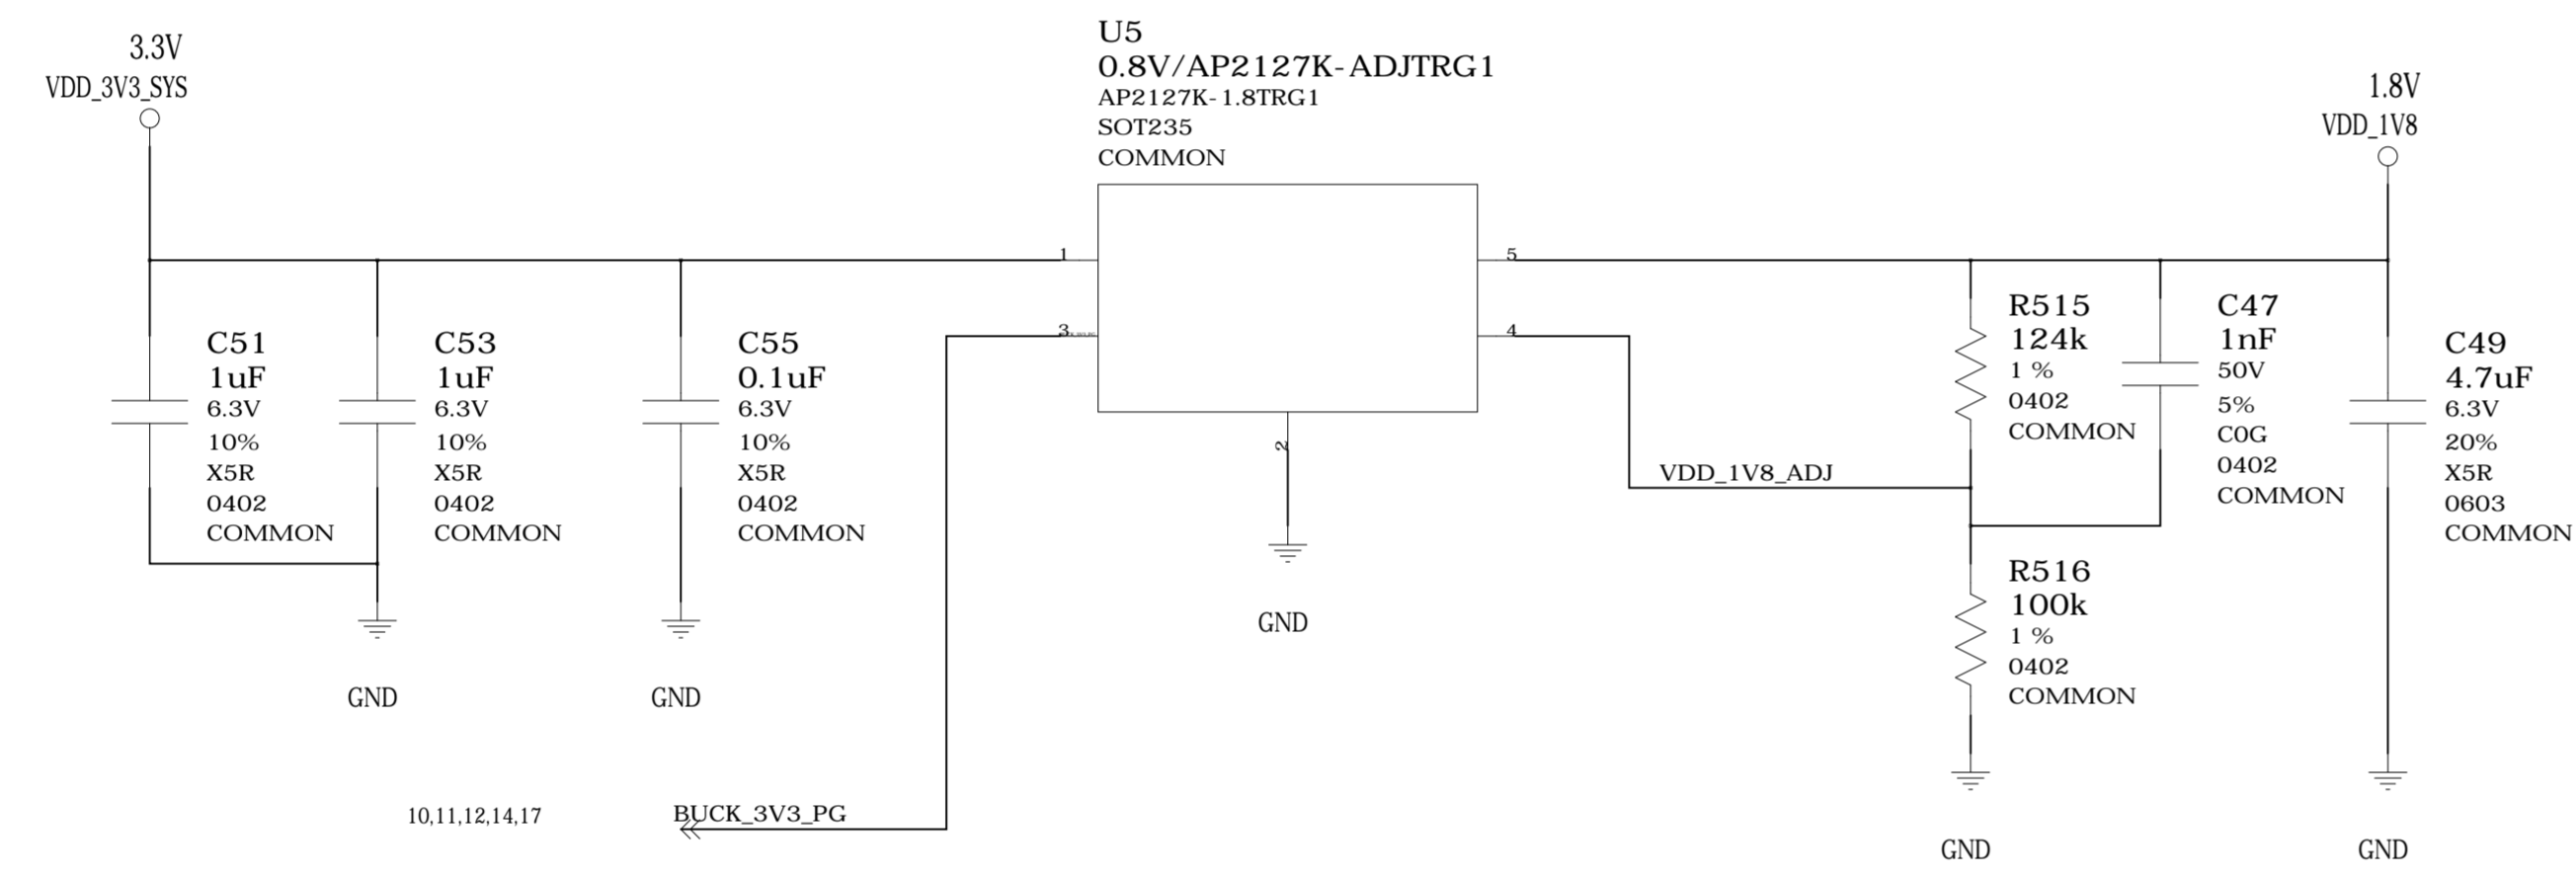 3.3V
VDD_3V3_SYS
U5
0.8V/AP2127K-ADJTRG1
AP2127K-1.8TRG1
SOT235
COMMON
1.8V
VDD_1V8
1
3
5
4
2
C51
1uF
6.3V
10%
X5R
0402
COMMON
C53
1uF
6.3V
10%
X5R
0402
COMMON
C55
0.1uF
6.3V
10%
X5R
0402
COMMON
R515
124k
1 %
0402
COMMON
C47
1nF
50V
5%
C0G
0402
COMMON
C49
4.7uF
6.3V
20%
X5R
0603
COMMON
VDD_1V8_ADJ
R516
100k
1 %
0402
COMMON
GND
GND
GND
10,11,12,14,17
BUCK_3V3_PG
GND
GND